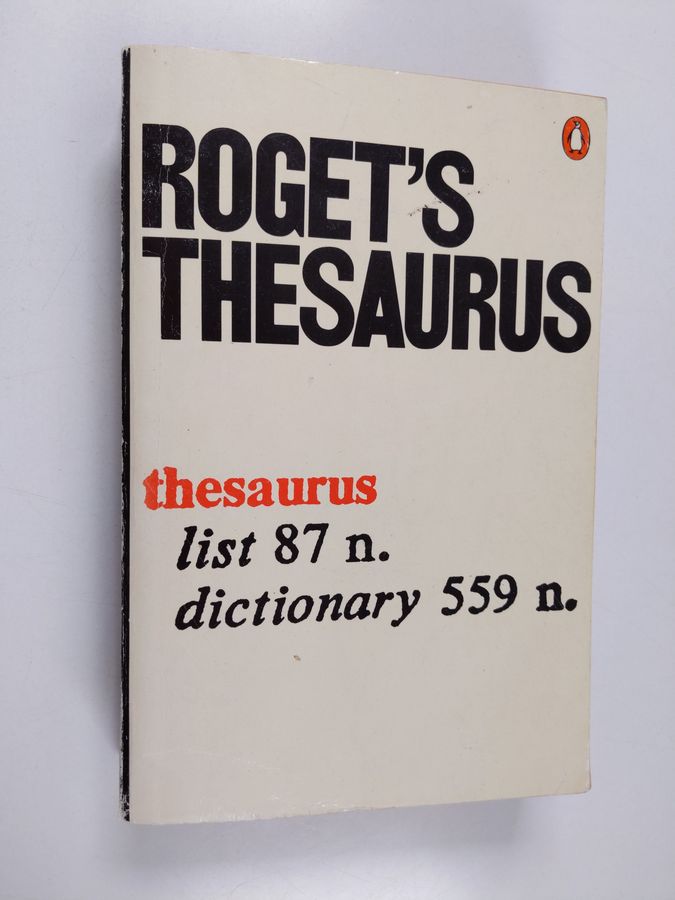 ROGET'S
THESAURUS
thesaurus
list 87 n.
dictionary 559 n.